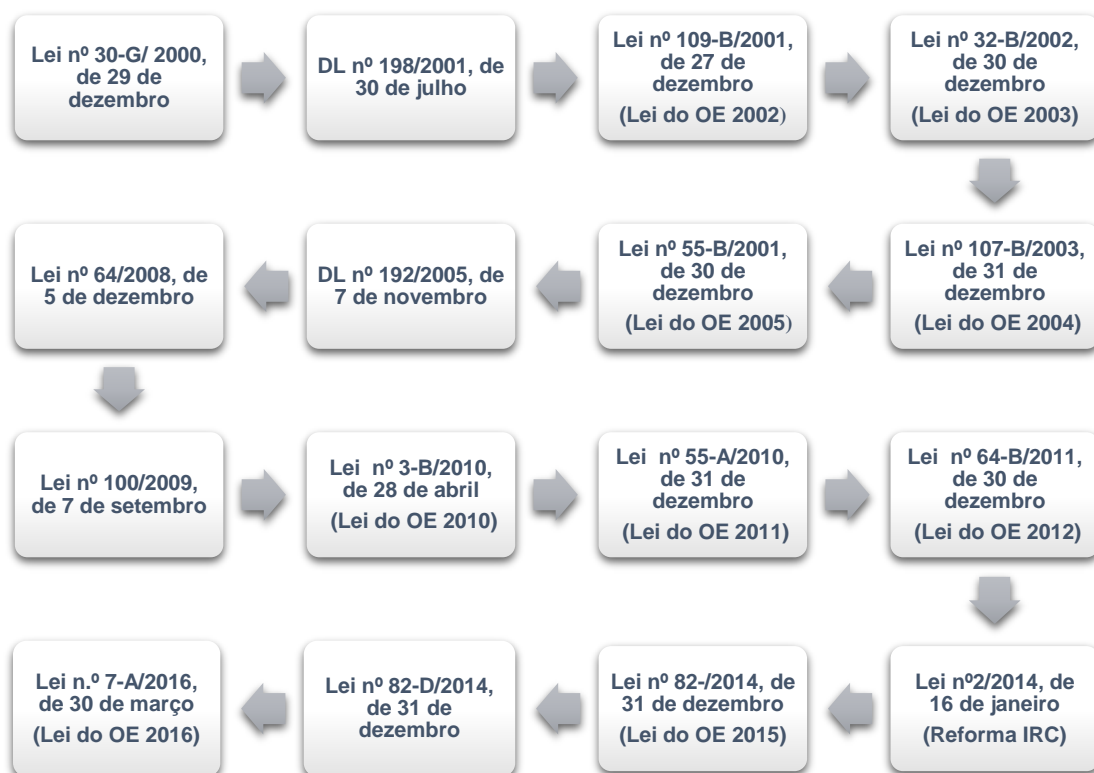 Lei nº 30-G/ 2000,
de 29 de
dezembro
DL nº 198/2001, de
30 de julho
Lei nº 109-B/2001,
de 27 de
dezembro
(Lei do OE 2002)
Lei nº 32-B/2002,
de 30 de
dezembro
(Lei do OE 2003)
Lei nº 107-B/2003,
de 31 de
dezembro
(Lei do OE 2004)
Lei nº 55-B/2001,
de 30 de
dezembro
(Lei do OE 2005)
DL nº 192/2005, de
7 de novembro
Lei nº 64/2008, de
5 de dezembro
Lei nº 100/2009,
de 7 de setembro
Lei nº 3-B/2010,
de 28 de abril
(Lei do OE 2010)
Lei nº 55-A/2010,
de 31 de
dezembro
(Lei do OE 2011)
Lei nº 64-B/2011,
de 30 de
dezembro
(Lei do OE 2012)
Lei nº2/2014, de
16 de janeiro
(Reforma IRC)
Lei nº 82-/2014, de
31 de dezembro
(Lei do OE 2015)
Lei nº 82-D/2014,
de 31 de
dezembro
Lei n.º 7-A/2016,
de 30 de março
(Lei do OE 2016)